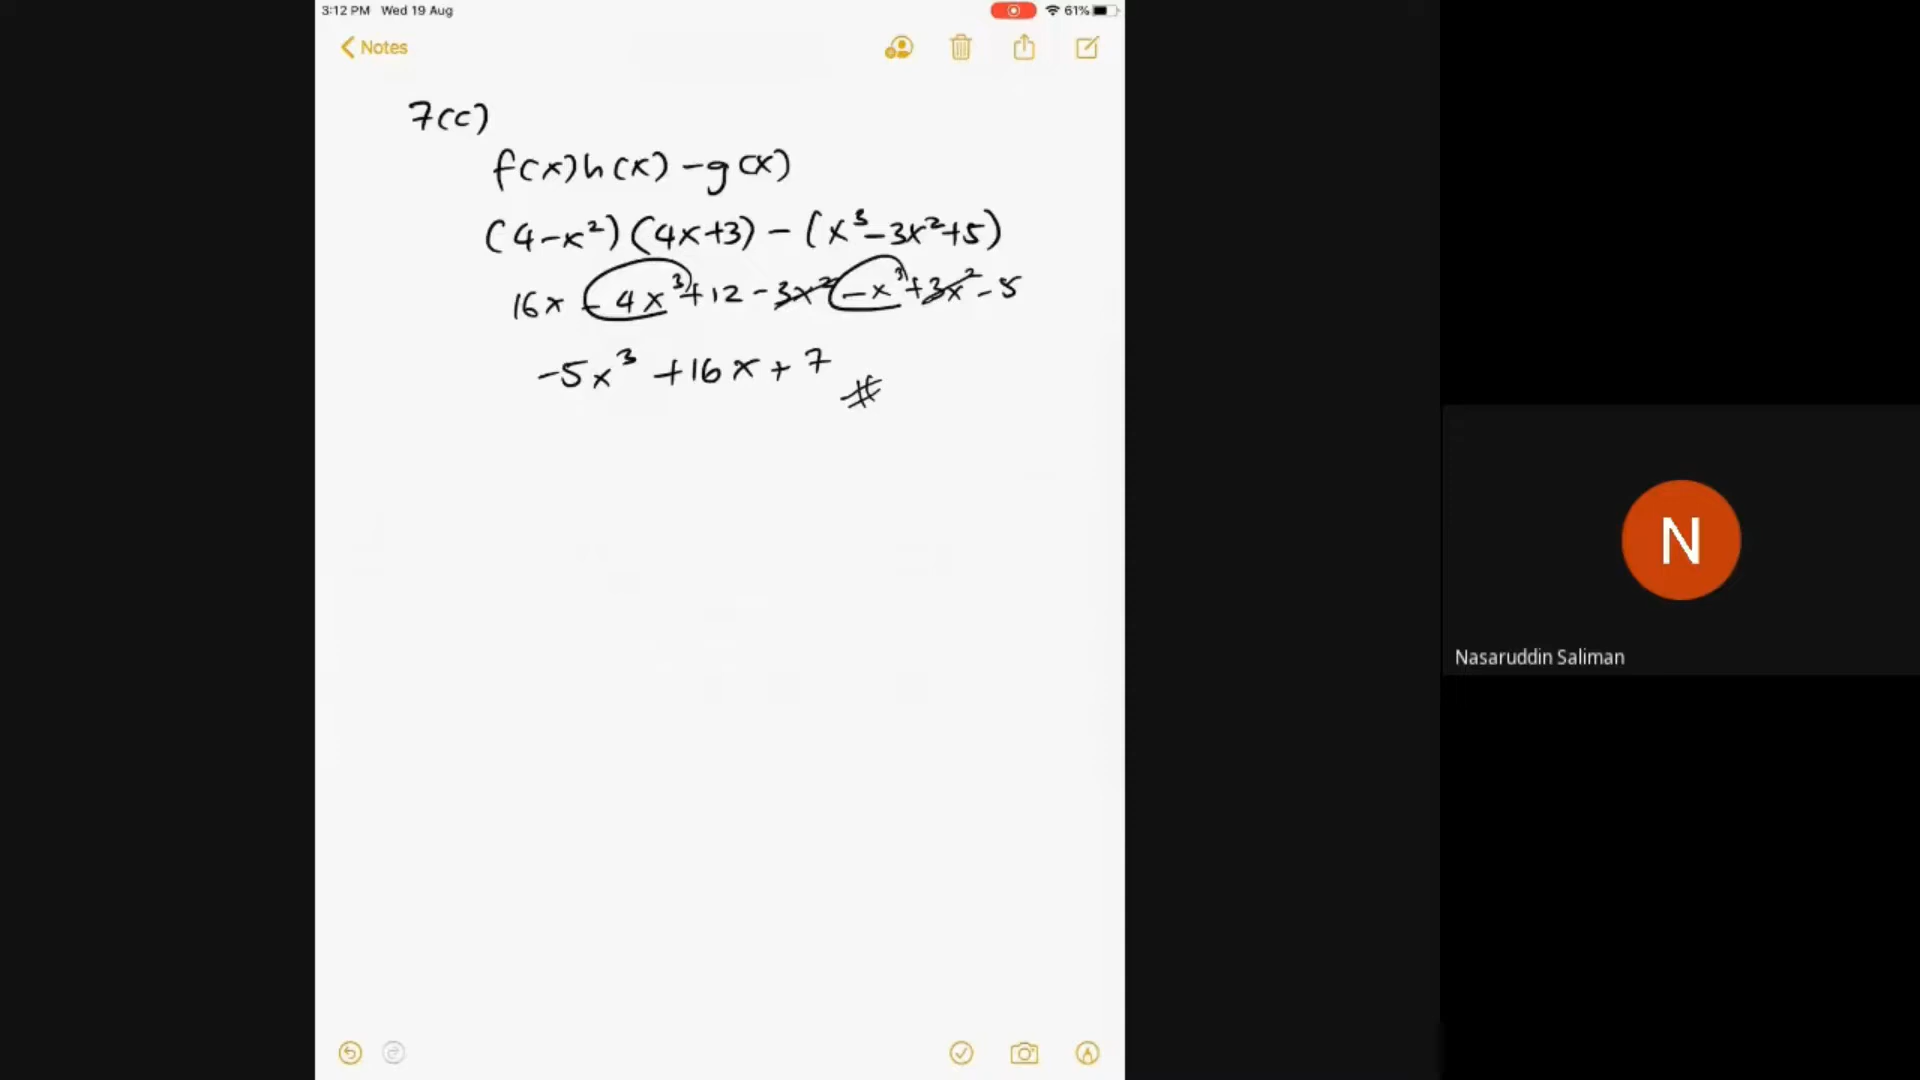 3:12 PM Wed 19 Aug
61%
Notes
7(c)
f(x)h(x) -g(x)
(4-x²)(4x+3) - (x³-3x²+5)
16x - 4x³+12-3x²-x³+3x²-5
-5x³ +16x+7 #
N
Nasaruddin Saliman